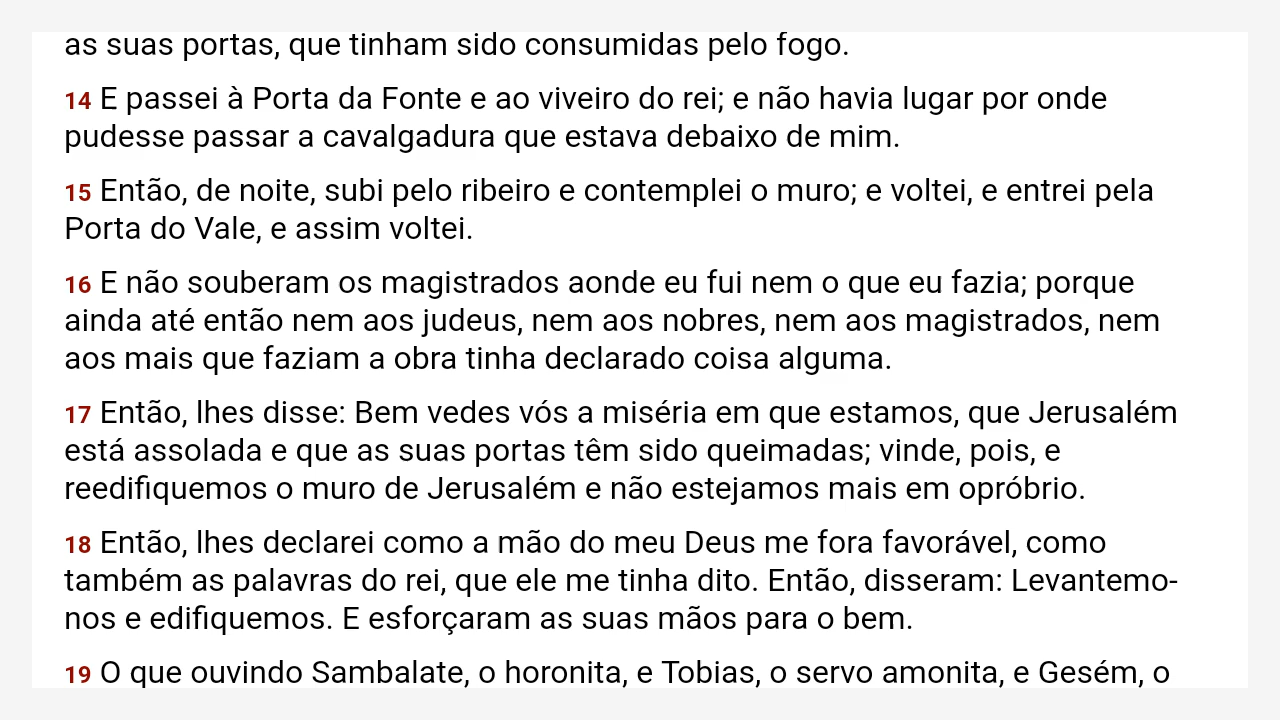 as suas portas, que tinham sido consumidas pelo fogo.
14 E passei à Porta da Fonte e ao viveiro do rei; e não havia lugar por onde
pudesse passar a cavalgadura que estava debaixo de mim.
15 Então, de noite, subi pelo ribeiro e contemplei o muro; e voltei, e entrei pela
Porta do Vale, e assim voltei.
16 E não souberam os magistrados aonde eu fui nem o que eu fazia; porque
ainda até então nem aos judeus, nem aos nobres, nem aos magistrados, nem
aos mais que faziam a obra tinha declarado coisa alguma.
17 Então, lhes disse: Bem vedes vós a miséria em que estamos, que Jerusalém
está assolada e que as suas portas têm sido queimadas; vinde, pois, e
reedifiquemos o muro de Jerusalém e não estejamos mais em opróbrio.
18 Então, lhes declarei como a mão do meu Deus me fora favorável, como
também as palavras do rei, que ele me tinha dito. Então, disseram: Levantemo-
nos e edifiquemos. E esforçaram as suas mãos para o bem.
19 O que ouvindo Sambalate, o horonita, e Tobias, o servo amonita, e Gesém, o